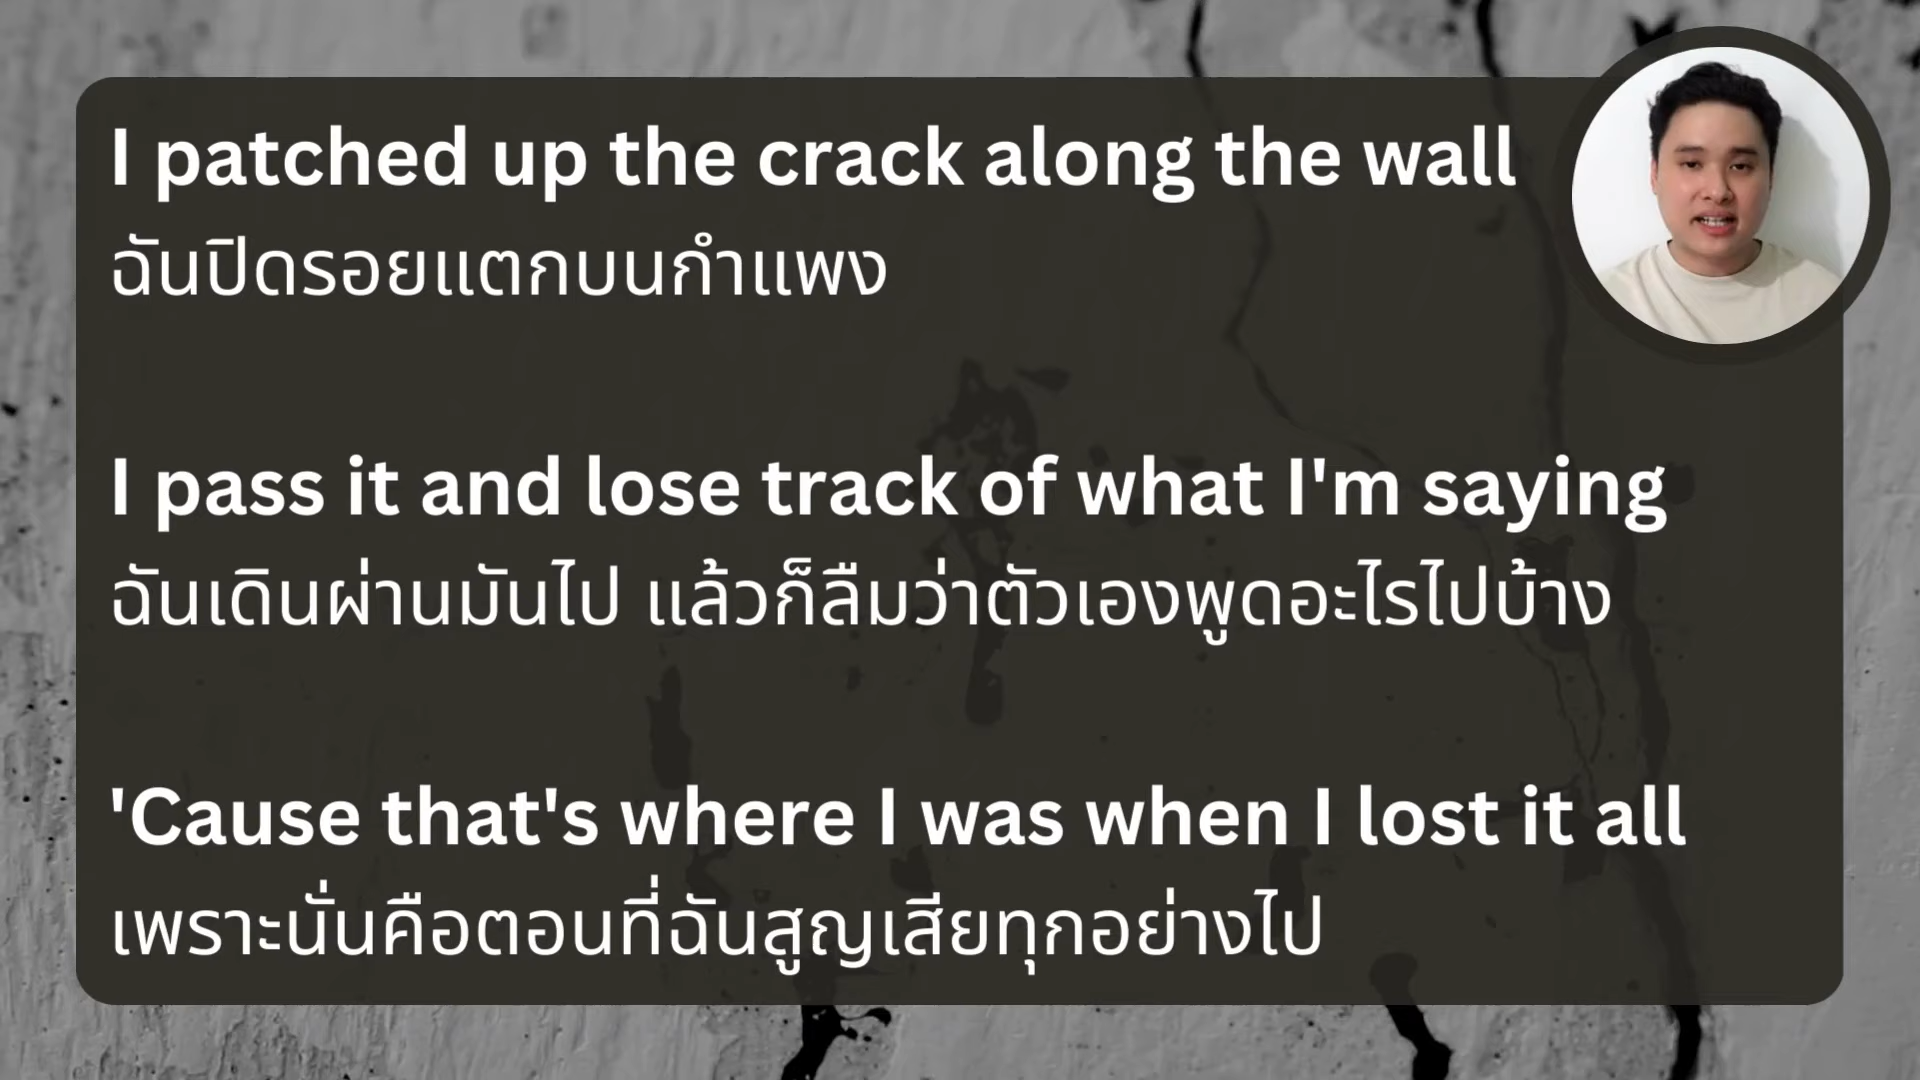 I patched up the crack along the wall
ฉันปิดรอยแตกบนกำแพง
I pass it and lose track of what I'm saying
ฉันเดินผ่านมันไป แล้วก็ลืมว่าตัวเองพูดอะไรไปบ้าง
'Cause that's where I was when I lost it all
เพราะนั่นคือตอนที่ฉันสูญเสียทุกอย่างไป